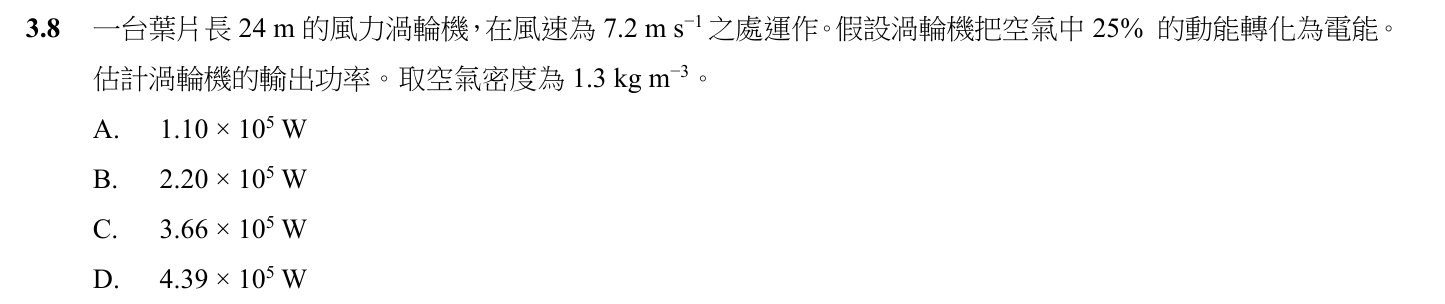 3.8 一台葉片長 24 m 的風力渦輪機，在風速為 7.2 m s⁻¹ 之處運作。假設渦輪機把空氣中 25% 的動能轉化為電能。
估計渦輪機的輸出功率。取空氣密度為 1.3 kg m⁻³。
A. 1.10 × 10⁵ W
B. 2.20 × 10⁵ W
C. 3.66 × 10⁵ W
D. 4.39 × 10⁵ W